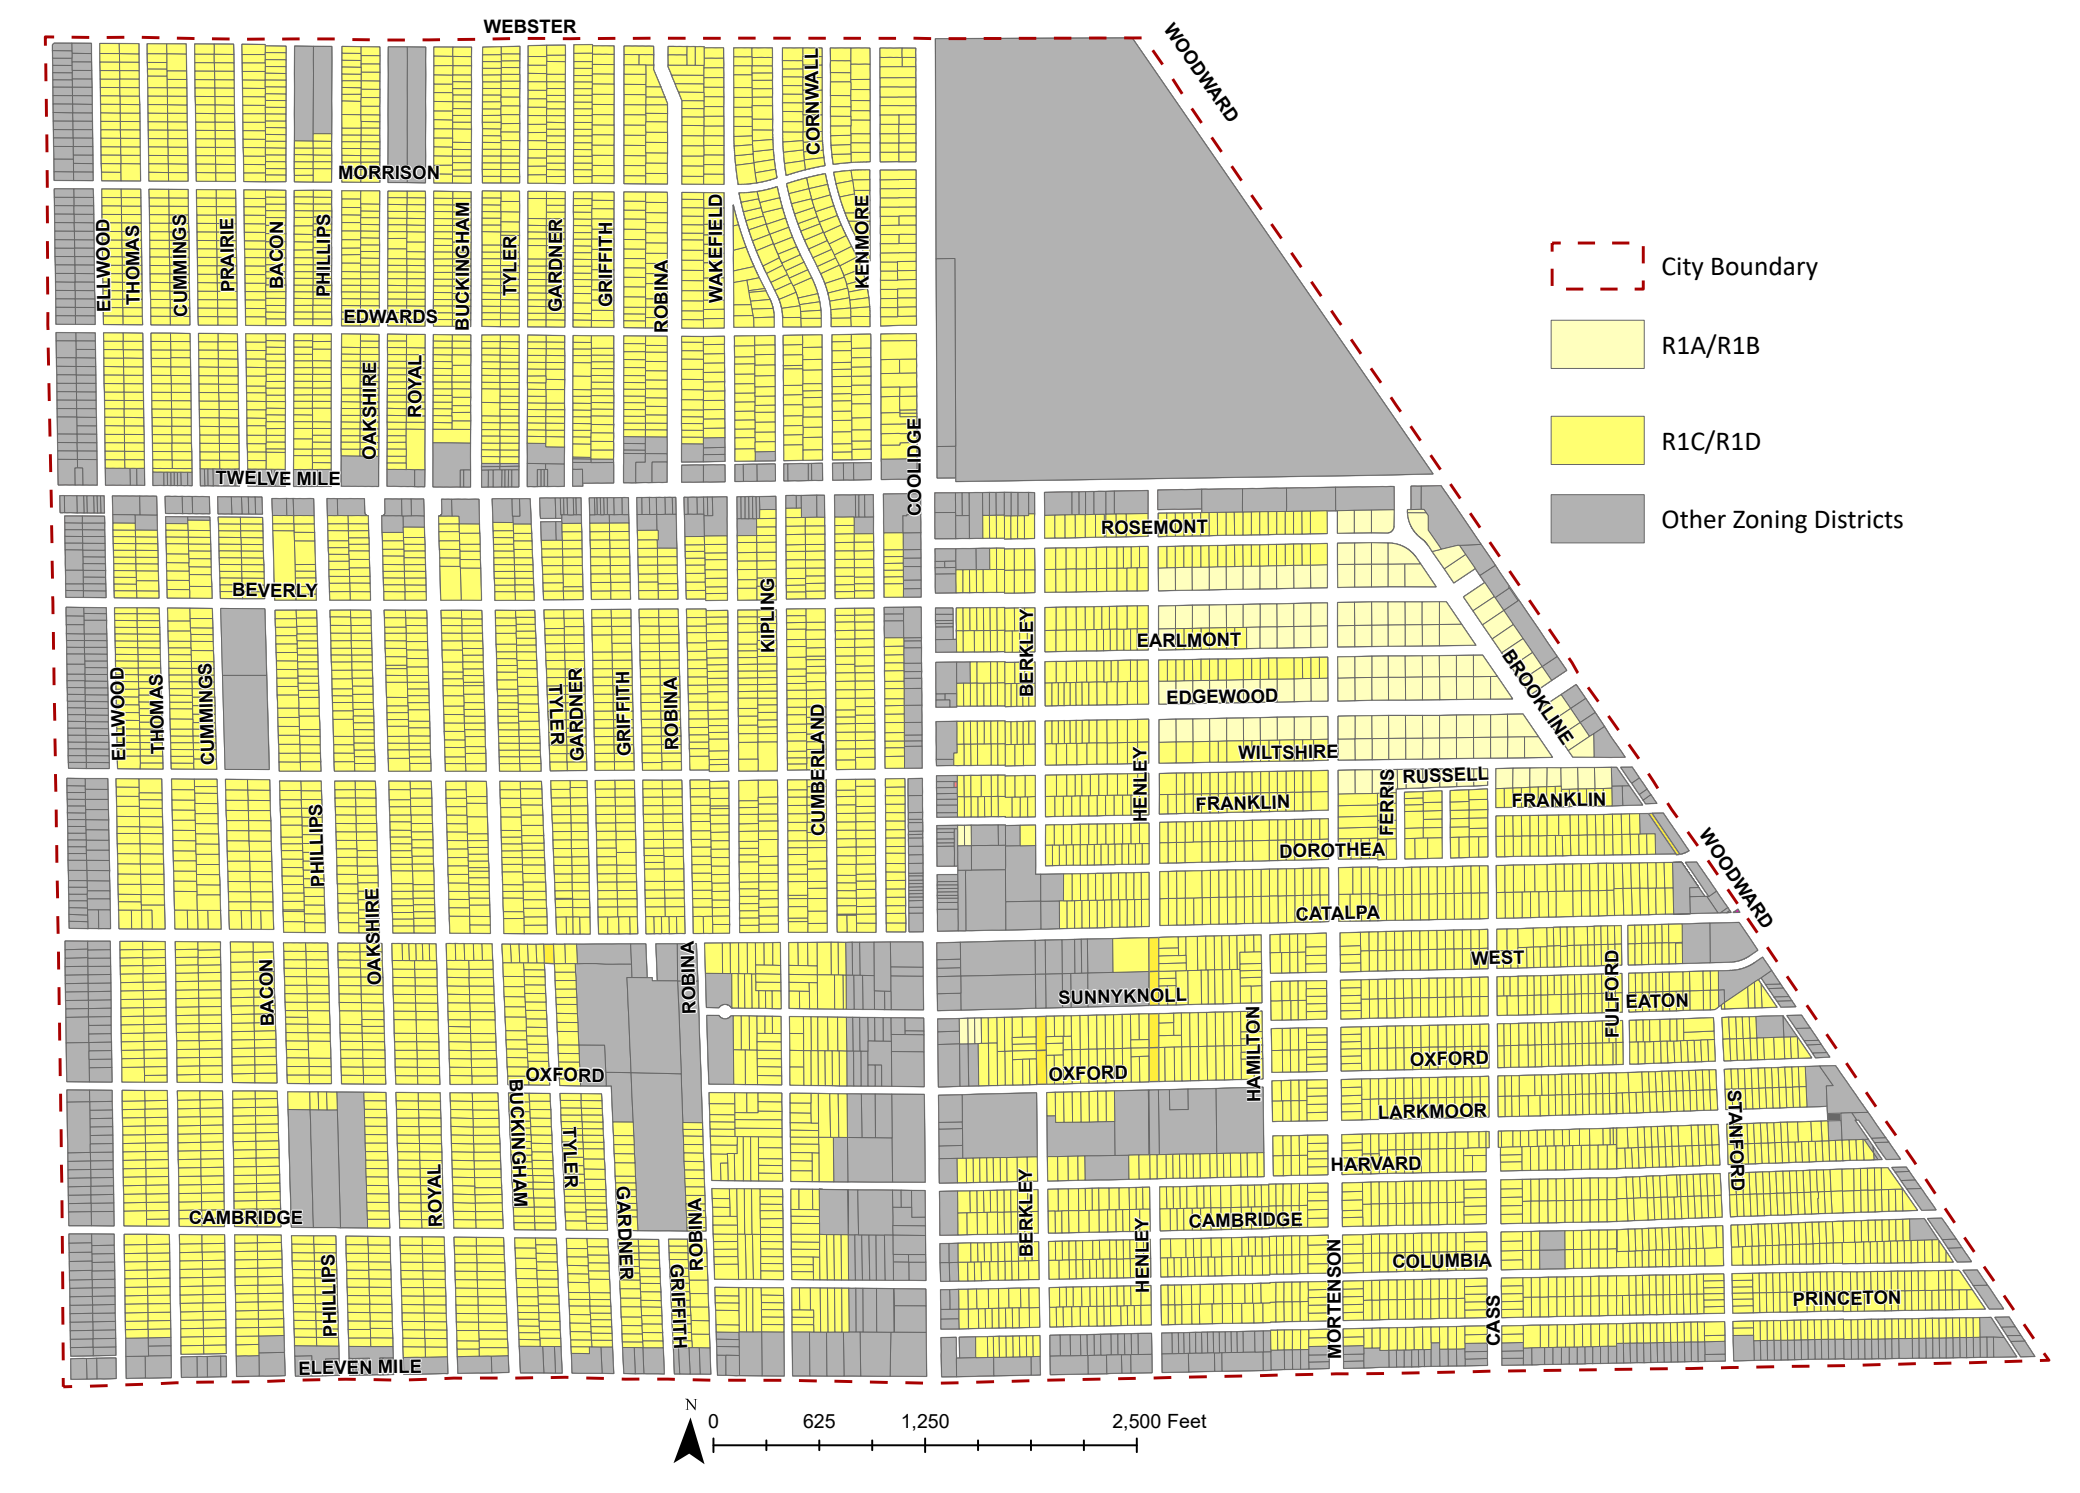 WEBSTER
WOODWARD
CORNWALL
MORRISON
ELLWOOD
THOMAS
CUMMINGS
PRAIRIE
BACON
PHILLIPS
BUCKINGHAM
TYLER
GARDNER
GRIFFITH
ROBINA
WAKEFIELD
KENMORE
EDWARDS
OAKSHIRE
ROYAL
COOLIDGE
TWELVE MILE
City Boundary
R1A/R1B
R1C/R1D
Other Zoning Districts
ROSEMONT
BEVERLY
KIPLING
BERKLEY
EARLMONT
ELLWOOD
THOMAS
CUMMINGS
TYLER
GARDNER
GRIFFITH
ROBINA
CUMBERLAND
EDGEWOOD
BROOKLINE
HENLEY
WILTSHIRE
FERRIS
RUSSELL
FRANKLIN
FRANKLIN
PHILLIPS
DOROTHEA
WOODWARD
OAKSHIRE
CATALPA
BACON
ROBINA
WEST
SUNNYKNOLL
FULFORD
EATON
HAMILTON
OXFORD
OXFORD
OXFORD
BUCKINGHAM
TYLER
LARKMOOR
STANFORD
HARVARD
ROYAL
GARDNER
ROBINA
BERKLEY
CAMBRIDGE
HENLEY
CAMBRIDGE
PHILLIPS
GRIFFITH
MORTENSON
COLUMBIA
CASS
PRINCETON
ELEVEN MILE
N
0 625 1,250 2,500 Feet